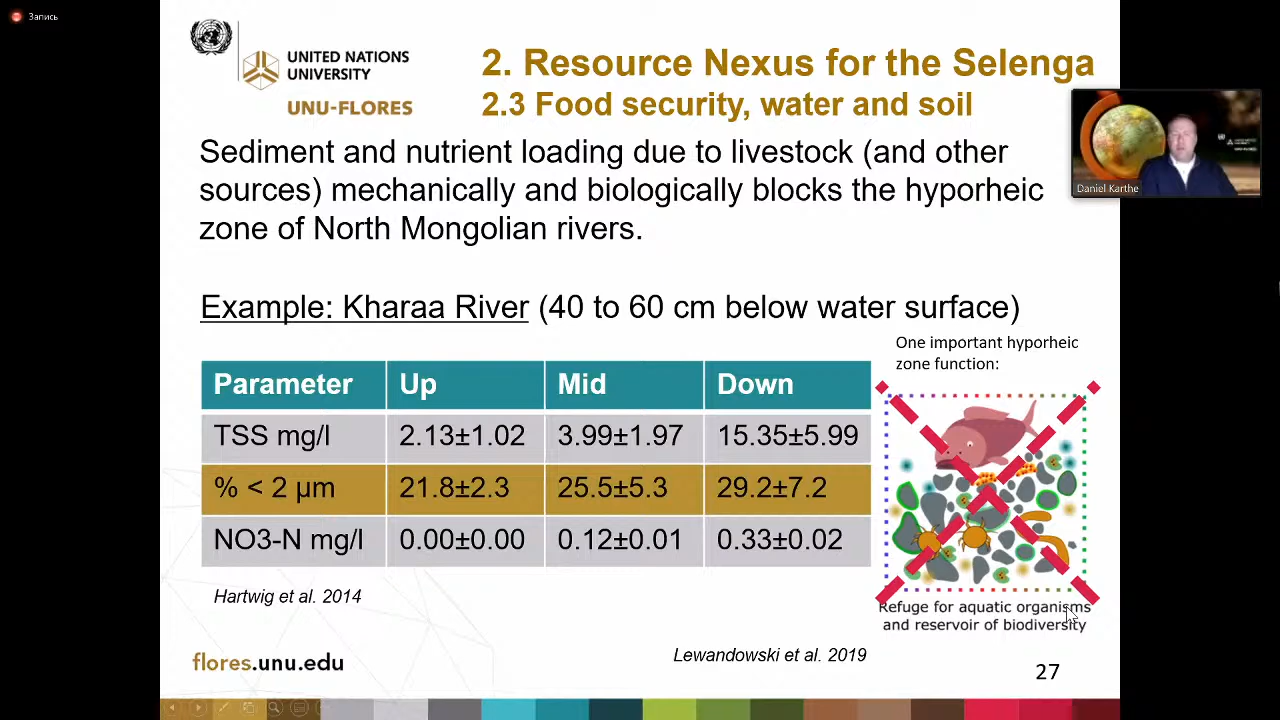 Запись
UNITED NATIONS
UNIVERSITY
UNU-FLORES
2. Resource Nexus for the Selenga
2.3 Food security, water and soil
Daniel Karthe
Sediment and nutrient loading due to livestock (and other
sources) mechanically and biologically blocks the hyporheic
zone of North Mongolian rivers.
Example: Kharaa River (40 to 60 cm below water surface)
One important hyporheic
zone function:
Parameter Up Mid Down
TSS mg/l 2.13±1.02 3.99±1.97 15.35±5.99
% < 2 µm 21.8±2.3 25.5±5.3 29.2±7.2
NO3-N mg/l 0.00±0.00 0.12±0.01 0.33±0.02
Refuge for aquatic organisms
and reservoir of biodiversity
Hartwig et al. 2014
Lewandowski et al. 2019
flores.unu.edu
27